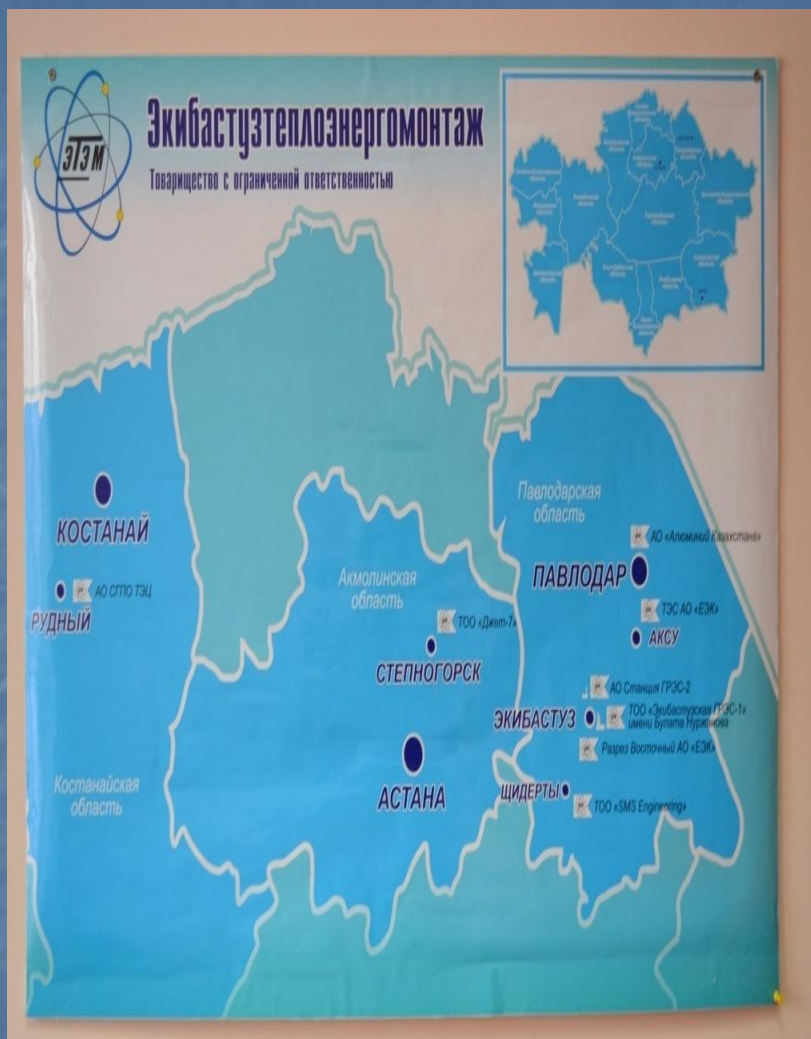 ЭТЭМ
Экибастузтеплоэнергомонтаж
Товарищество с ограниченной ответственностью
Павлодарская
область
АО «Алюминий Казахстана»
ПАВЛОДАР
КОСТАНАЙ
Акмолинская
область
АО СГПО ТЭЦ
РУДНЫЙ
ТЭС АО «ЕЭК»
АКСУ
ТОО «Джет-7»
СТЕПНОГОРСК
АО Станция ГРЭС-2
ЭКИБАСТУЗ
ТОО «Экибастузская ГРЭС-1»
имени Булата Нуржанова
Разрез Восточный АО «ЕЭК»
АСТАНА
Костанайская
область
ЩИДЕРТЫ
ТОО «SMS Engineering»